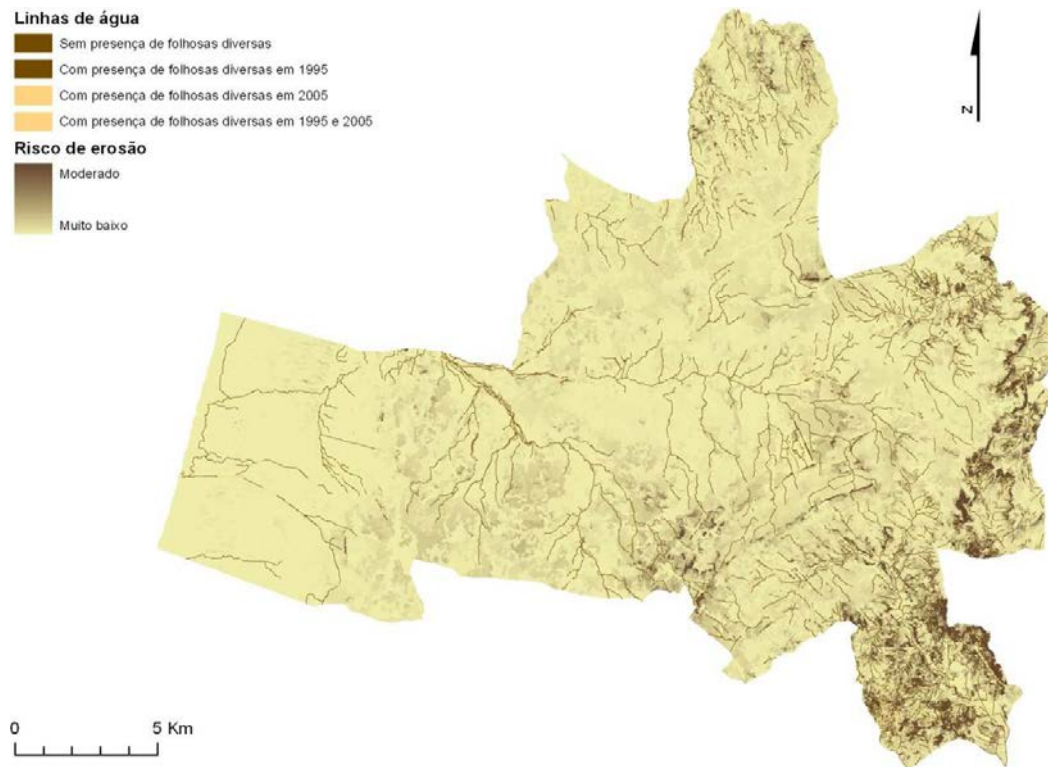 Linhas de água
Sem presença de folhosas diversas
Com presença de folhosas diversas em 1995
Com presença de folhosas diversas em 2005
Com presença de folhosas diversas em 1995 e 2005
Risco de erosão
Moderado
Muito baixo
N
0 5 Km